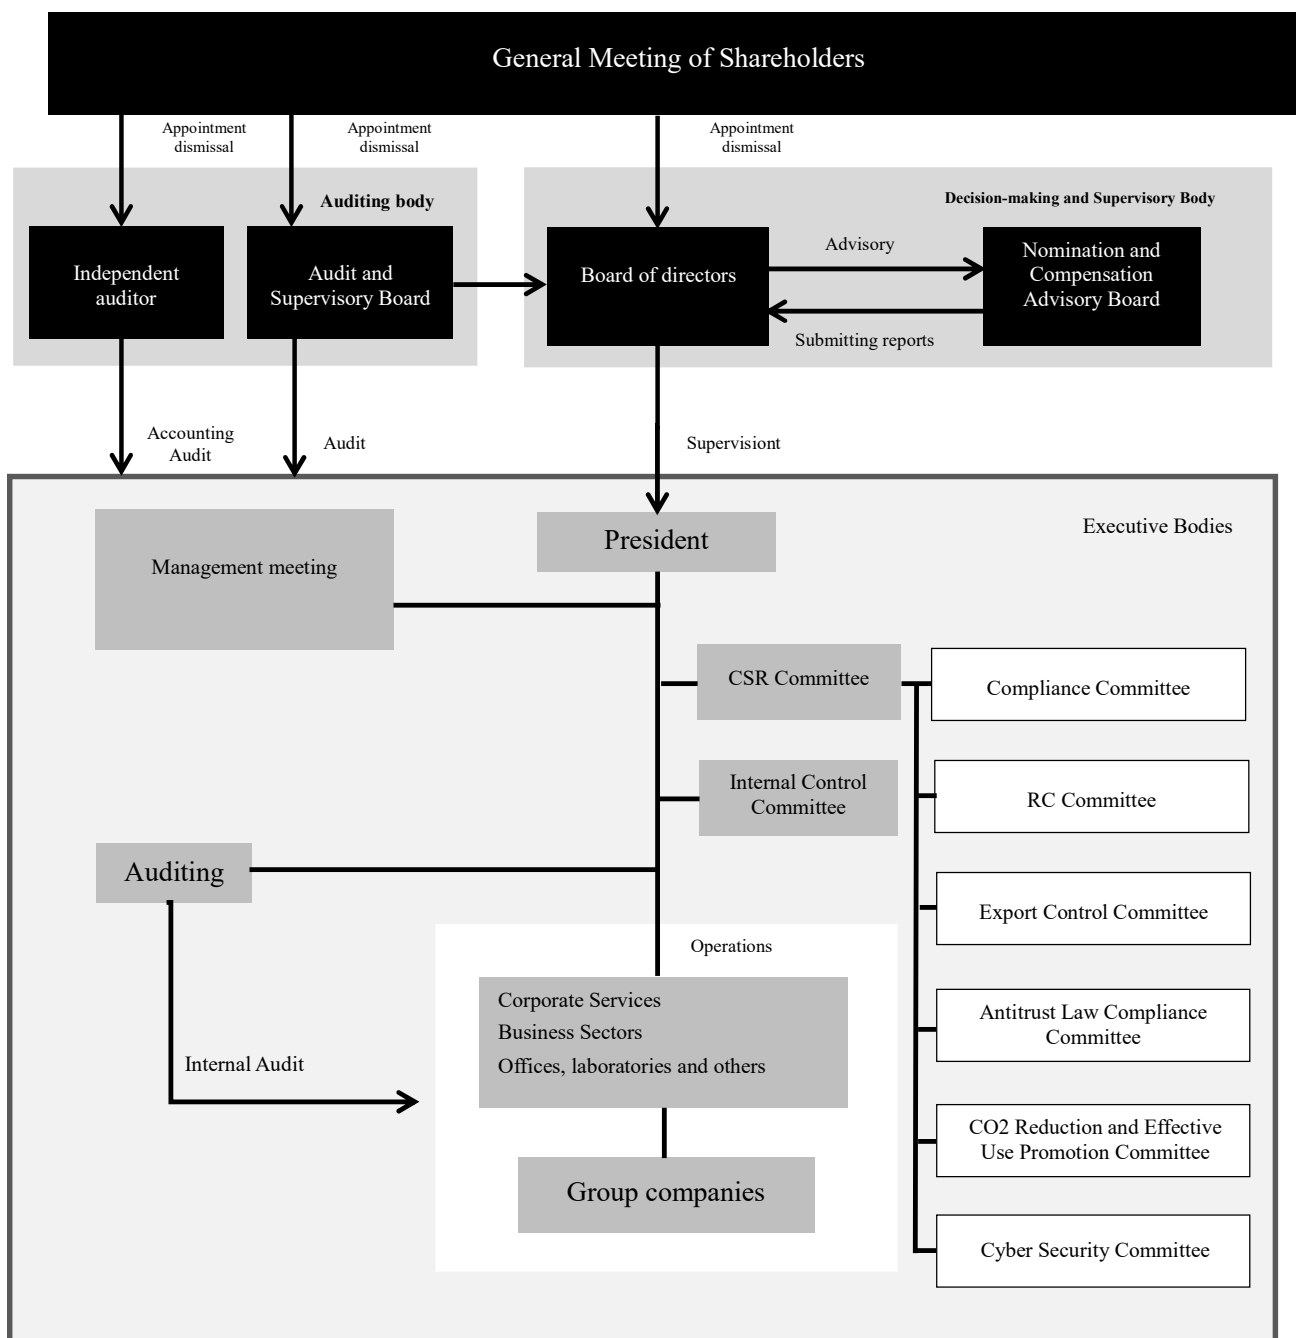 General Meeting of Shareholders
Appointment
dismissal
Appointment
dismissal
Appointment
dismissal
Auditing body
Decision-making and Supervisory Body
Independent
auditor
Audit and
Supervisory Board
Board of directors
Advisory
Nomination and
Compensation
Advisory Board
Submitting reports
Accounting
Audit
Audit
Supervisiont
Executive Bodies
President
Management meeting
CSR Committee
Compliance Committee
Internal Control
Committee
RC Committee
Auditing
Export Control Committee
Operations
Corporate Services
Business Sectors
Offices, laboratories and others
Antitrust Law Compliance
Committee
Internal Audit
CO2 Reduction and Effective
Use Promotion Committee
Group companies
Cyber Security Committee